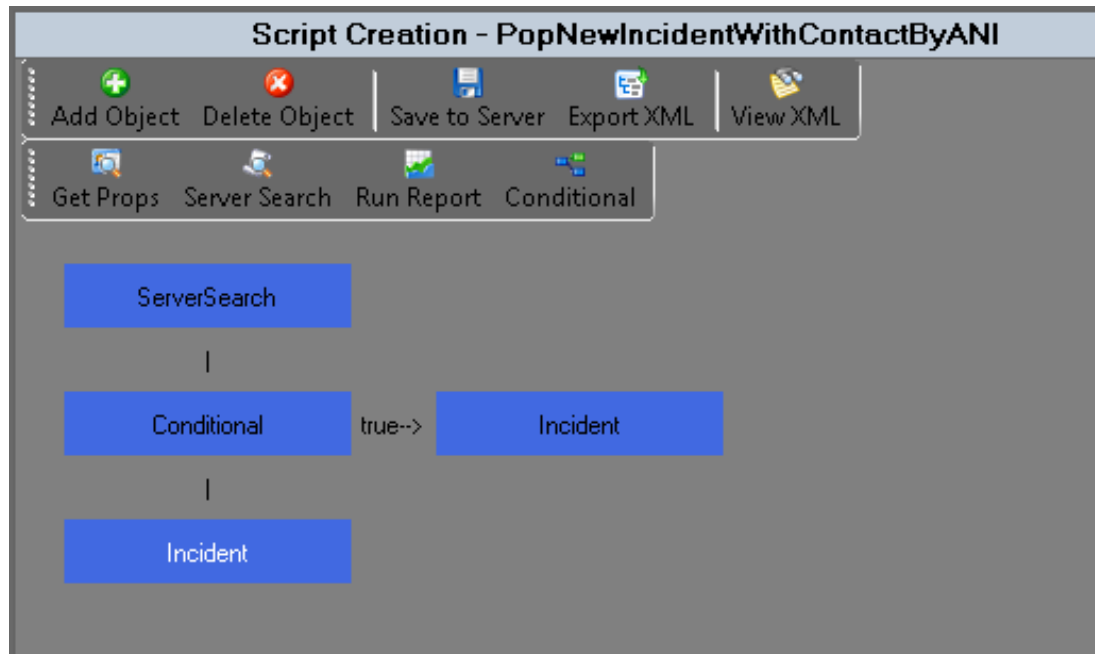 Script Creation - PopNewIncidentWithContactByANI
Add Object Delete Object Save to Server Export XML View XML
Get Props Server Search Run Report Conditional
ServerSearch
|
Conditional true--> Incident
|
Incident